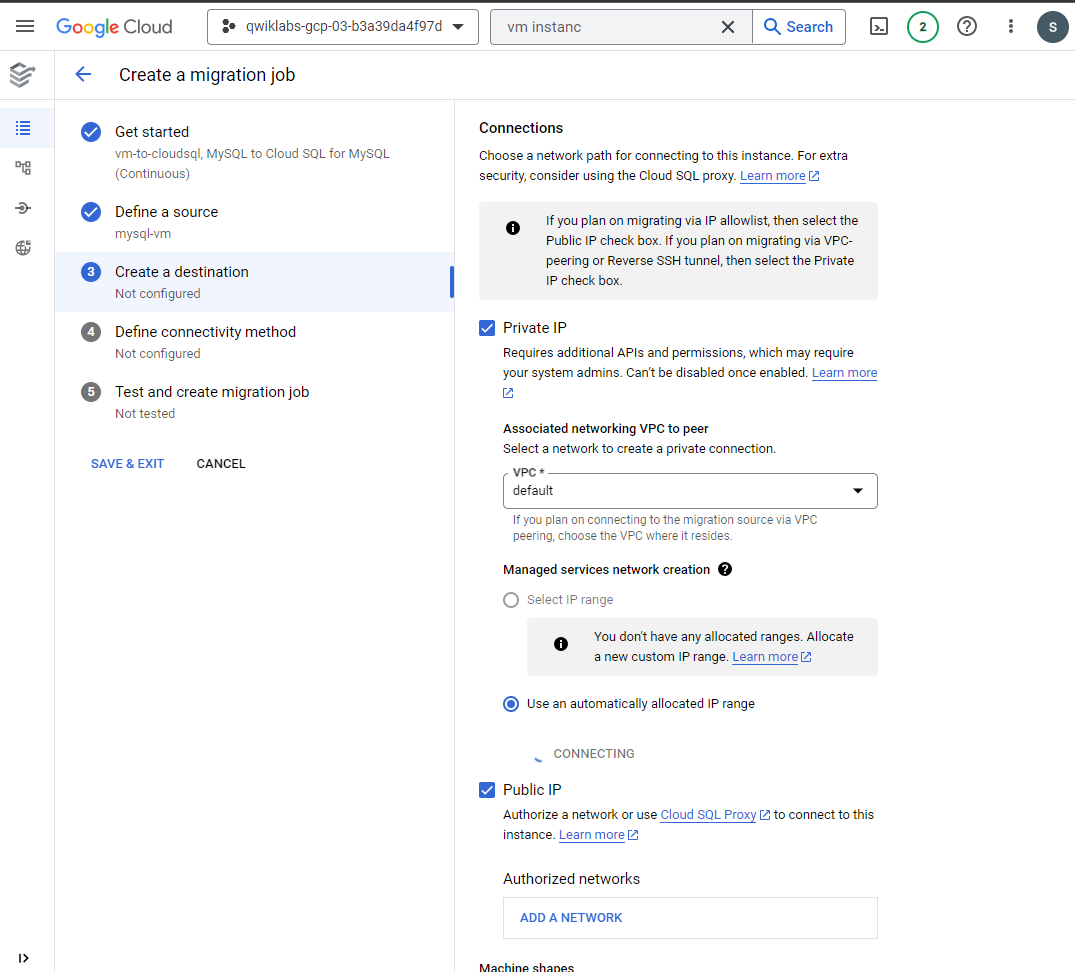 Google Cloud
qwiklabs-gcp-03-b3a39da4f97d
vm instanc
Search
2
S
Create a migration job
Get started
vm-to-cloudsql, MySQL to Cloud SQL for MySQL
(Continuous)
Define a source
mysql-vm
3
Create a destination
Not configured
4
Define connectivity method
Not configured
5
Test and create migration job
Not tested
SAVE & EXIT
CANCEL
Connections
Choose a network path for connecting to this instance. For extra
security, consider using the Cloud SQL proxy. Learn more
If you plan on migrating via IP allowlist, then select the
Public IP check box. If you plan on migrating via VPC-
peering or Reverse SSH tunnel, then select the Private
IP check box.
Private IP
Requires additional APIs and permissions, which may require
your system admins. Can't be disabled once enabled. Learn more
Associated networking VPC to peer
Select a network to create a private connection.
VPC *
default
If you plan on connecting to the migration source via VPC
peering, choose the VPC where it resides.
Managed services network creation
Select IP range
You don't have any allocated ranges. Allocate
a new custom IP range. Learn more
Use an automatically allocated IP range
CONNECTING
Public IP
Authorize a network or use Cloud SQL Proxy to connect to this
instance. Learn more
Authorized networks
ADD A NETWORK
Machine shapes